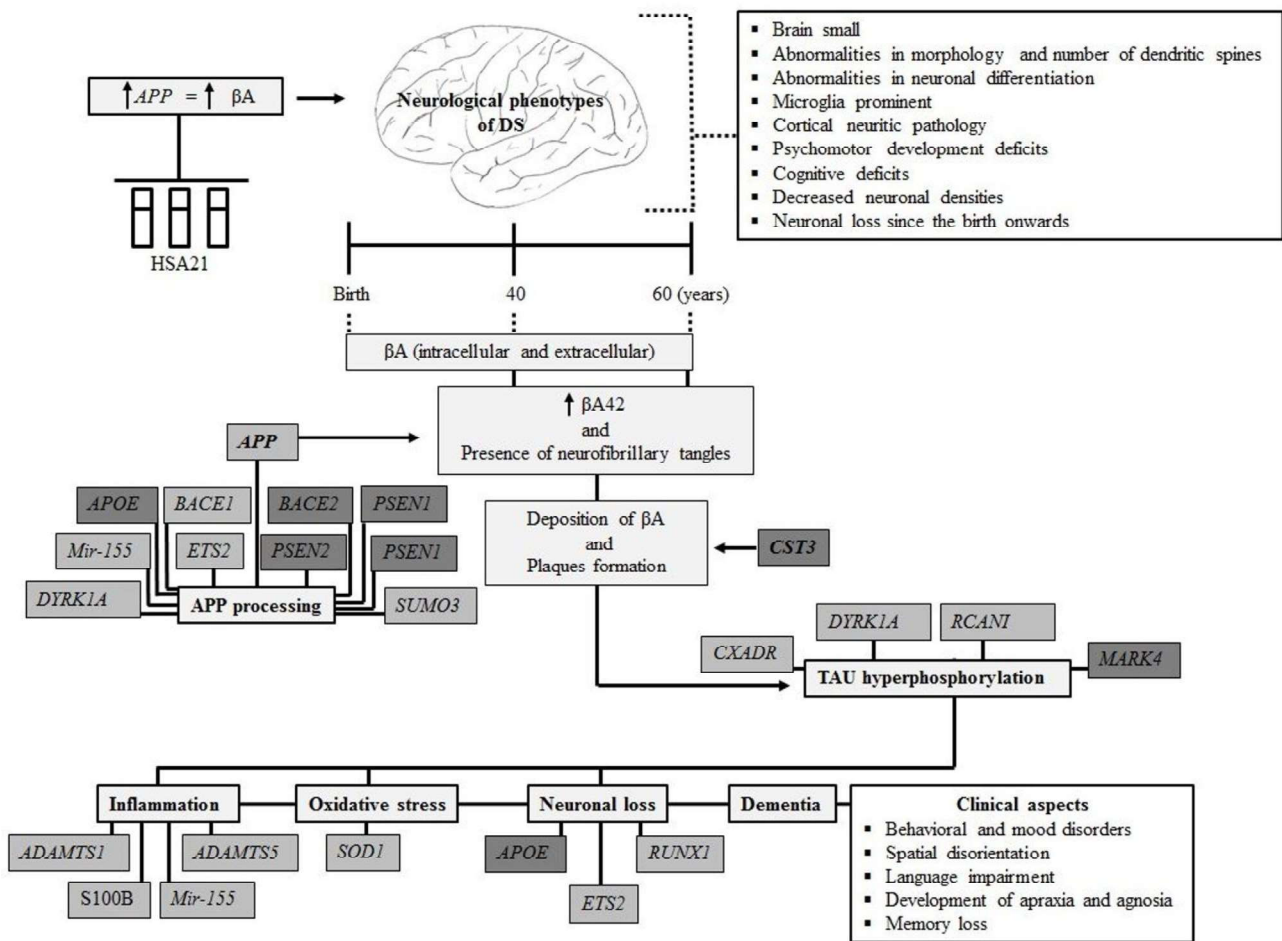 ↑APP = ↑ βA
HSA21
Neurological phenotypes
of DS
▪ Brain small
▪ Abnormalities in morphology and number of dendritic spines
▪ Abnormalities in neuronal differentiation
▪ Microglia prominent
▪ Cortical neuritic pathology
▪ Psychomotor development deficits
▪ Cognitive deficits
▪ Decreased neuronal densities
▪ Neuronal loss since the birth onwards
Birth 40 60 (years)
βA (intracellular and extracellular)
↑ βA42
and
Presence of neurofibrillary tangles
APP
APOE BACE1 BACE2 PSEN1
Mir-155 ETS2 PSEN2 PSEN1
DYRK1A APP processing SUMO3
Deposition of βA
and
Plaques formation
CST3
DYRK1A RCANI
CXADR TAU hyperphosphorylation MARK4
Inflammation Oxidative stress Neuronal loss Dementia
ADAMTS1 ADAMTS5 SOD1 APOE RUNX1
S100B Mir-155 ETS2
Clinical aspects
▪ Behavioral and mood disorders
▪ Spatial disorientation
▪ Language impairment
▪ Development of apraxia and agnosia
▪ Memory loss